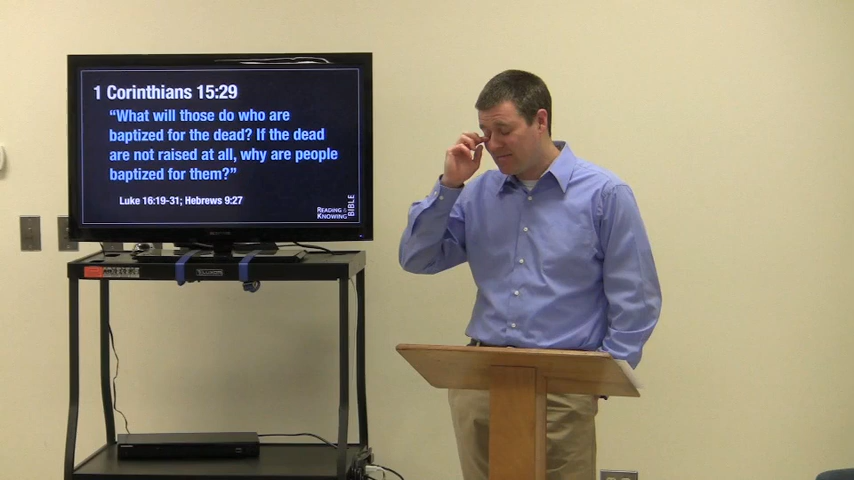 1 Corinthians 15:29
“What will those do who are
baptized for the dead? If the dead
are not raised at all, why are people
baptized for them?”
Luke 16:19-31; Hebrews 9:27
READING &
KNOWING
BIBLE